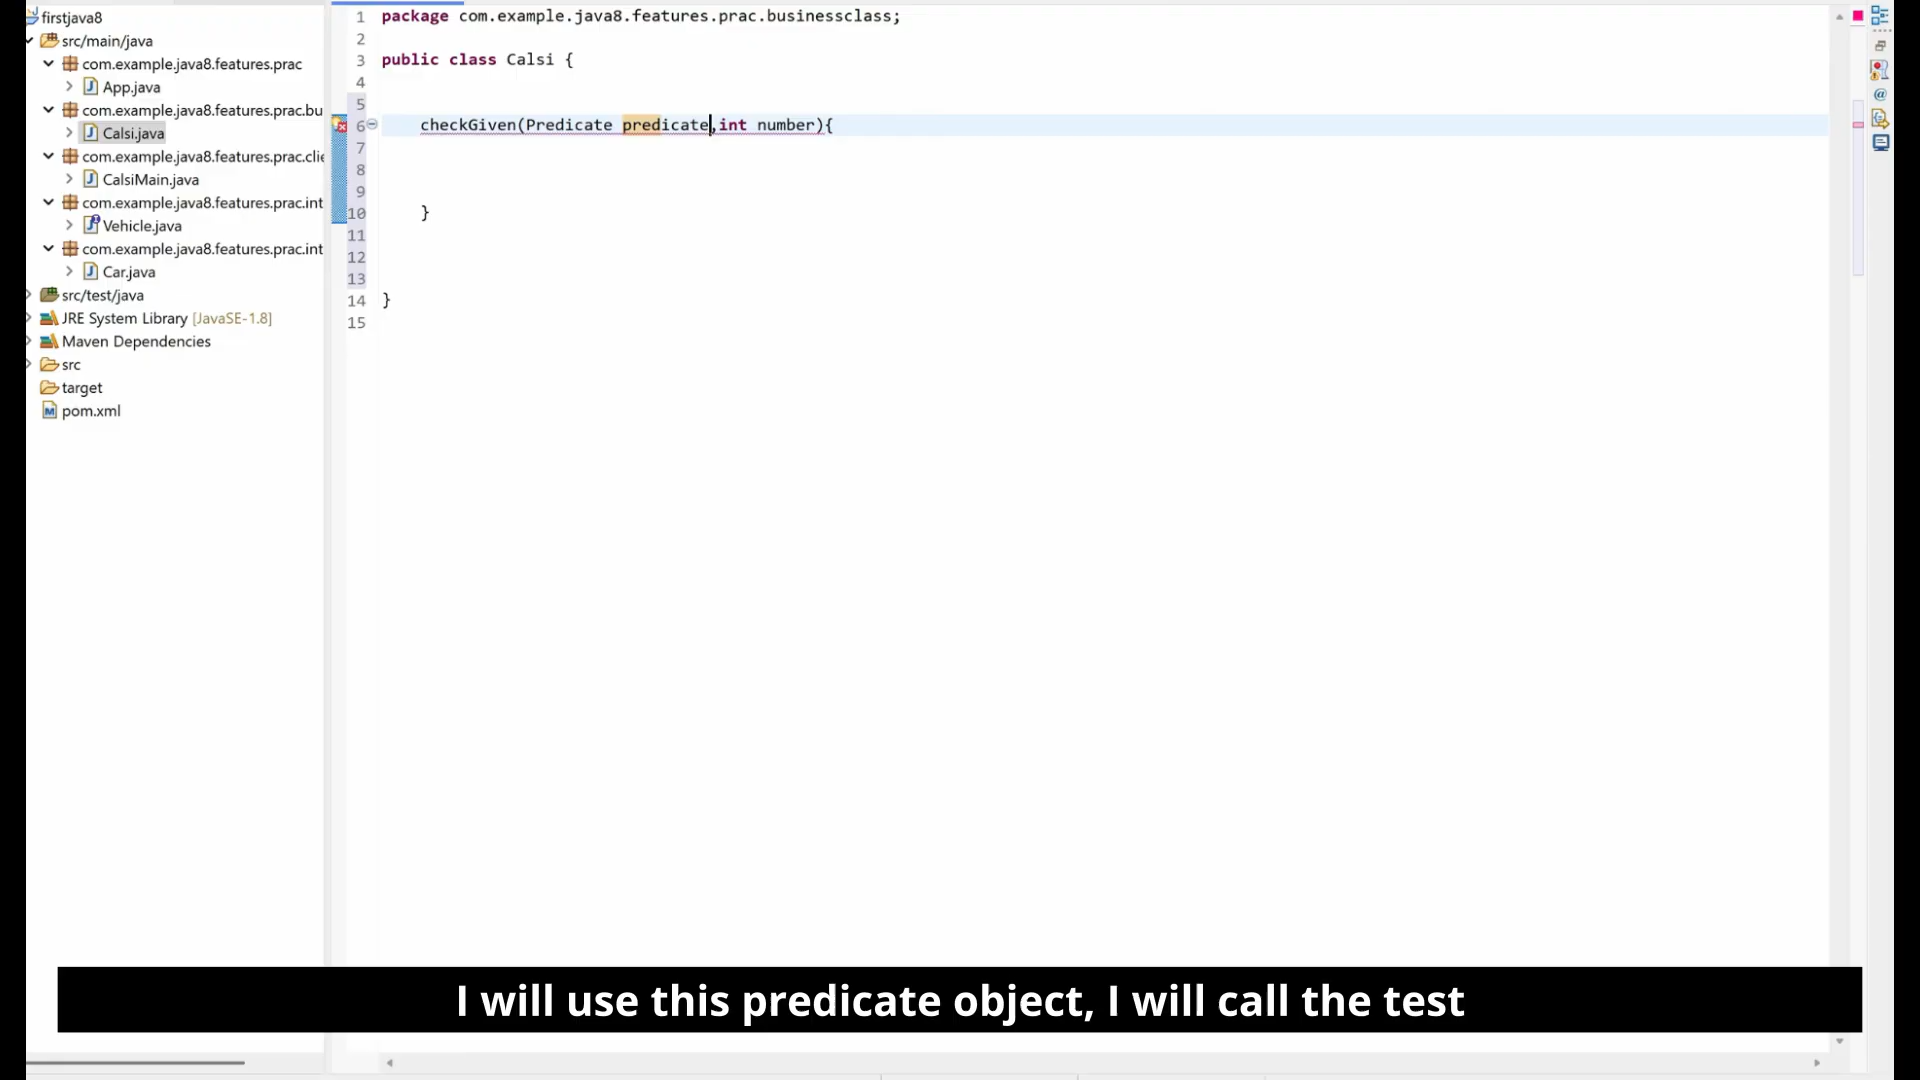 firstjava8
src/main/java
com.example.java8.features.prac
App.java
com.example.java8.features.prac.bu
Calsi.java
com.example.java8.features.prac.clie
CalsiMain.java
com.example.java8.features.prac.int
Vehicle.java
com.example.java8.features.prac.int
Car.java
src/test/java
JRE System Library [JavaSE-1.8]
Maven Dependencies
src
target
pom.xml
1 package com.example.java8.features.prac.businessclass;
2
3 public class Calsi {
4
5
6 checkGiven(Predicate predicate,int number){
7
8
9
10 }
11
12
13
14 }
15
I will use this predicate object, I will call the test